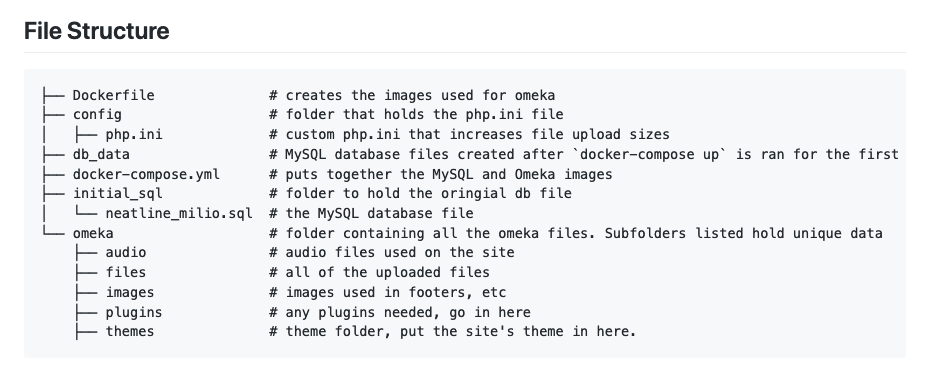 File Structure
├── Dockerfile              # creates the images used for omeka
├── config                  # folder that holds the php.ini file
│   ├── php.ini             # custom php.ini that increases file upload sizes
├── db_data                 # MySQL database files created after `docker-compose up` is ran for the first
├── docker-compose.yml      # puts together the MySQL and Omeka images
├── initial_sql             # folder to hold the oringial db file
│   └── neatline_milio.sql  # the MySQL database file
└── omeka                   # folder containing all the omeka files. Subfolders listed hold unique data
    ├── audio               # audio files used on the site
    ├── files               # all of the uploaded files
    ├── images              # images used in footers, etc
    ├── plugins             # any plugins needed, go in here
    ├── themes              # theme folder, put the site's theme in here.